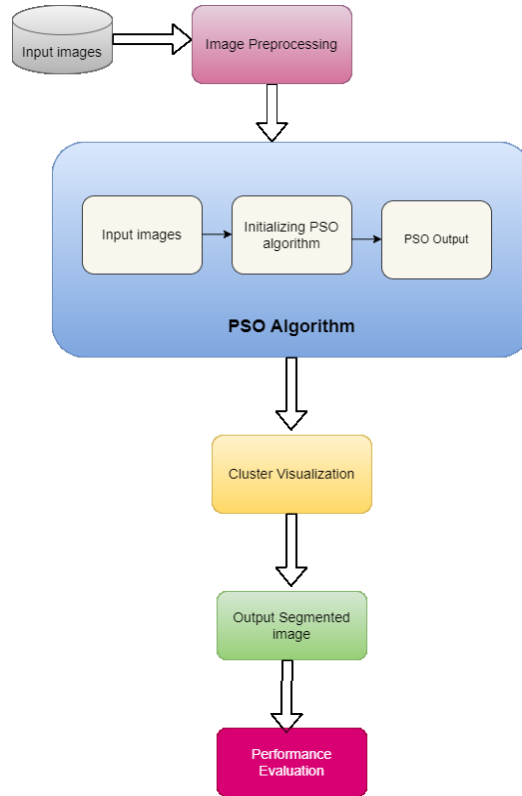 Input images
Image Preprocessing
Input images
Initializing PSO
algorithm
PSO Output
PSO Algorithm
Cluster Visualization
Output Segmented
image
Performance
Evaluation